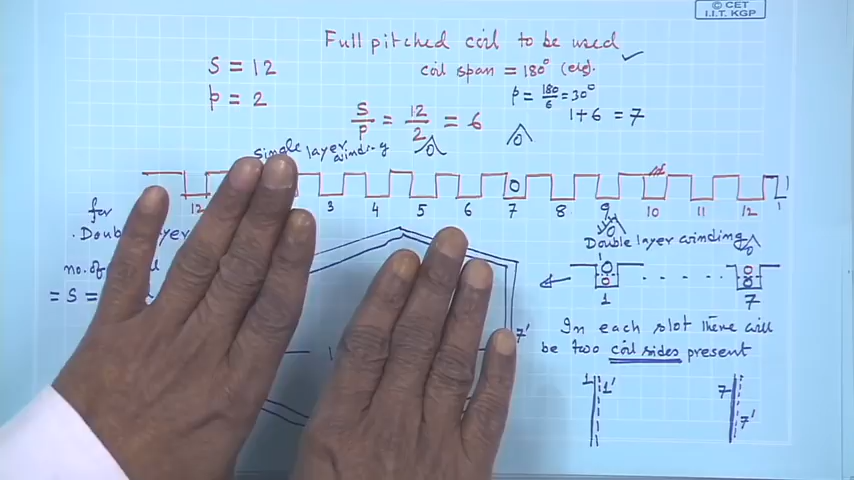 © CET
I.I.T. KGP
Full pitched coil to be used
S = 12
coil span = 180° (ele).
p = 2
β = 180/6 = 30°
S/p = 12/2 = 6
1+6 = 7
single layer winding
12 3 4 5 6 7 8 9 10 11 12 1
for
Double
no. of
= S =
7'
Double layer winding
1 7
In each slot there will
be two coil sides present
1 1' 7 7'